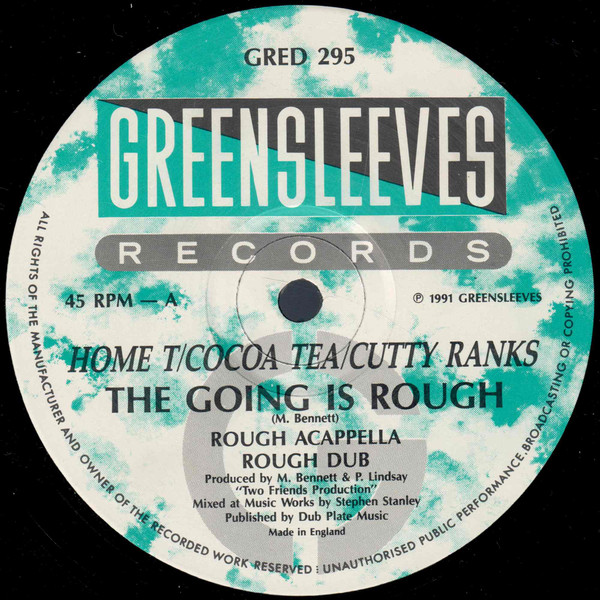 GRED 295
GREENSLEEVES
RECORDS
45 RPM — A
℗ 1991 GREENSLEEVES
HOME T/COCOA TEA/CUTTY RANKS
THE GOING IS ROUGH
(M. Bennett)
ROUGH ACAPPELLA
ROUGH DUB
Produced by M. Bennett & P. Lindsay
"Two Friends Production"
Mixed at Music Works by Stephen Stanley
Published by Dub Plate Music
Made in England
ALL RIGHTS OF THE MANUFACTURER AND OWNER OF THE RECORDED WORK RESERVED : UNAUTHORISED PUBLIC PERFORMANCE. BROADCASTING OR COPYING PROHIBITED